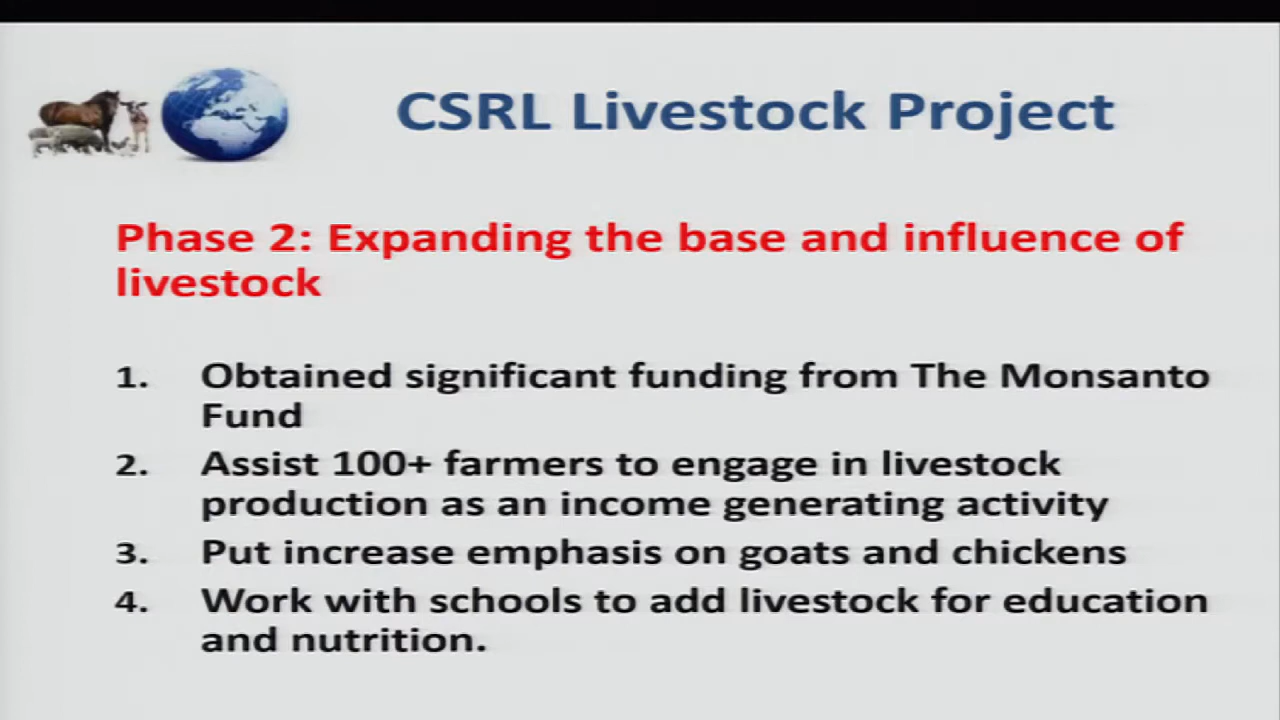 CSRL Livestock Project
Phase 2: Expanding the base and influence of
livestock
1. Obtained significant funding from The Monsanto
Fund
2. Assist 100+ farmers to engage in livestock
production as an income generating activity
3. Put increase emphasis on goats and chickens
4. Work with schools to add livestock for education
and nutrition.